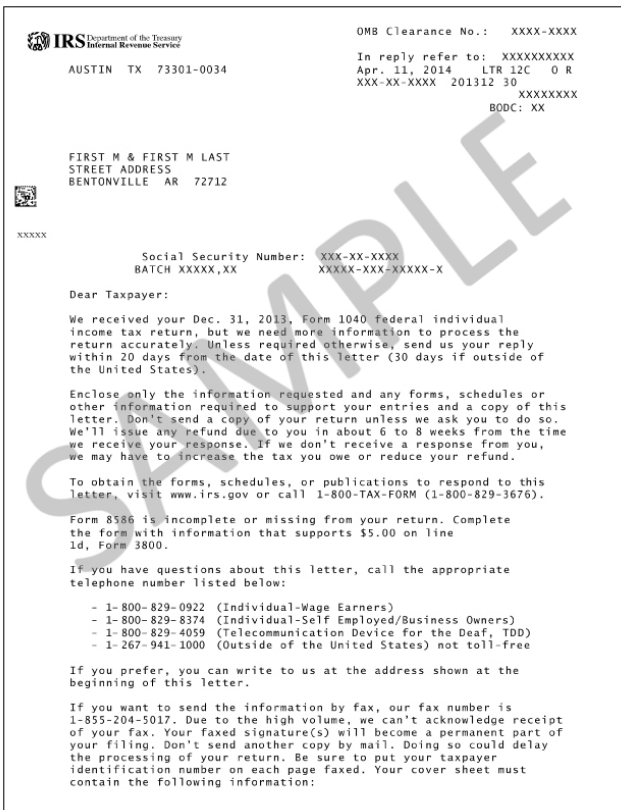 OMB Clearance No.: XXXX-XXXX
IRS Department of the Treasury
Internal Revenue Service
In reply refer to: XXXXXXXXXX
AUSTIN TX 73301-0034
Apr. 11, 2014 LTR 12C O R
XXX-XX-XXXX 201312 30
XXXXXXXX
BODC: XX
FIRST M & FIRST M LAST
STREET ADDRESS
BENTONVILLE AR 72712
xxxxx
Social Security Number: XXX-XX-XXXX
BATCH XXXXX,XX XXXXX-XXX-XXXXX-X
Dear Taxpayer:
We received your Dec. 31, 2013, Form 1040 federal individual
income tax return, but we need more information to process the
return accurately. Unless required otherwise, send us your reply
within 20 days from the date of this letter (30 days if outside of
the United States).
Enclose only the information requested and any forms, schedules or
other information required to support your entries and a copy of this
letter. Don't send a copy of your return unless we ask you to do so.
We'll issue any refund due to you in about 6 to 8 weeks from the time
we receive your response. If we don't receive a response from you,
we may have to increase the tax you owe or reduce your refund.
To obtain the forms, schedules, or publications to respond to this
letter, visit www.irs.gov or call 1-800-TAX-FORM (1-800-829-3676).
Form 8586 is incomplete or missing from your return. Complete
the form with information that supports $5.00 on line
1d, Form 3800.
If you have questions about this letter, call the appropriate
telephone number listed below:
- 1-800-829-0922 (Individual-Wage Earners)
- 1-800-829-8374 (Individual-Self Employed/Business Owners)
- 1-800-829-4059 (Telecommunication Device for the Deaf, TDD)
- 1-267-941-1000 (Outside of the United States) not toll-free
If you prefer, you can write to us at the address shown at the
beginning of this letter.
If you want to send the information by fax, our fax number is
1-855-204-5017. Due to the high volume, we can't acknowledge receipt
of your fax. Your faxed signature(s) will become a permanent part of
your filing. Don't send another copy by mail. Doing so could delay
the processing of your return. Be sure to put your taxpayer
identification number on each page faxed. Your cover sheet must
contain the following information:
SAMPLE